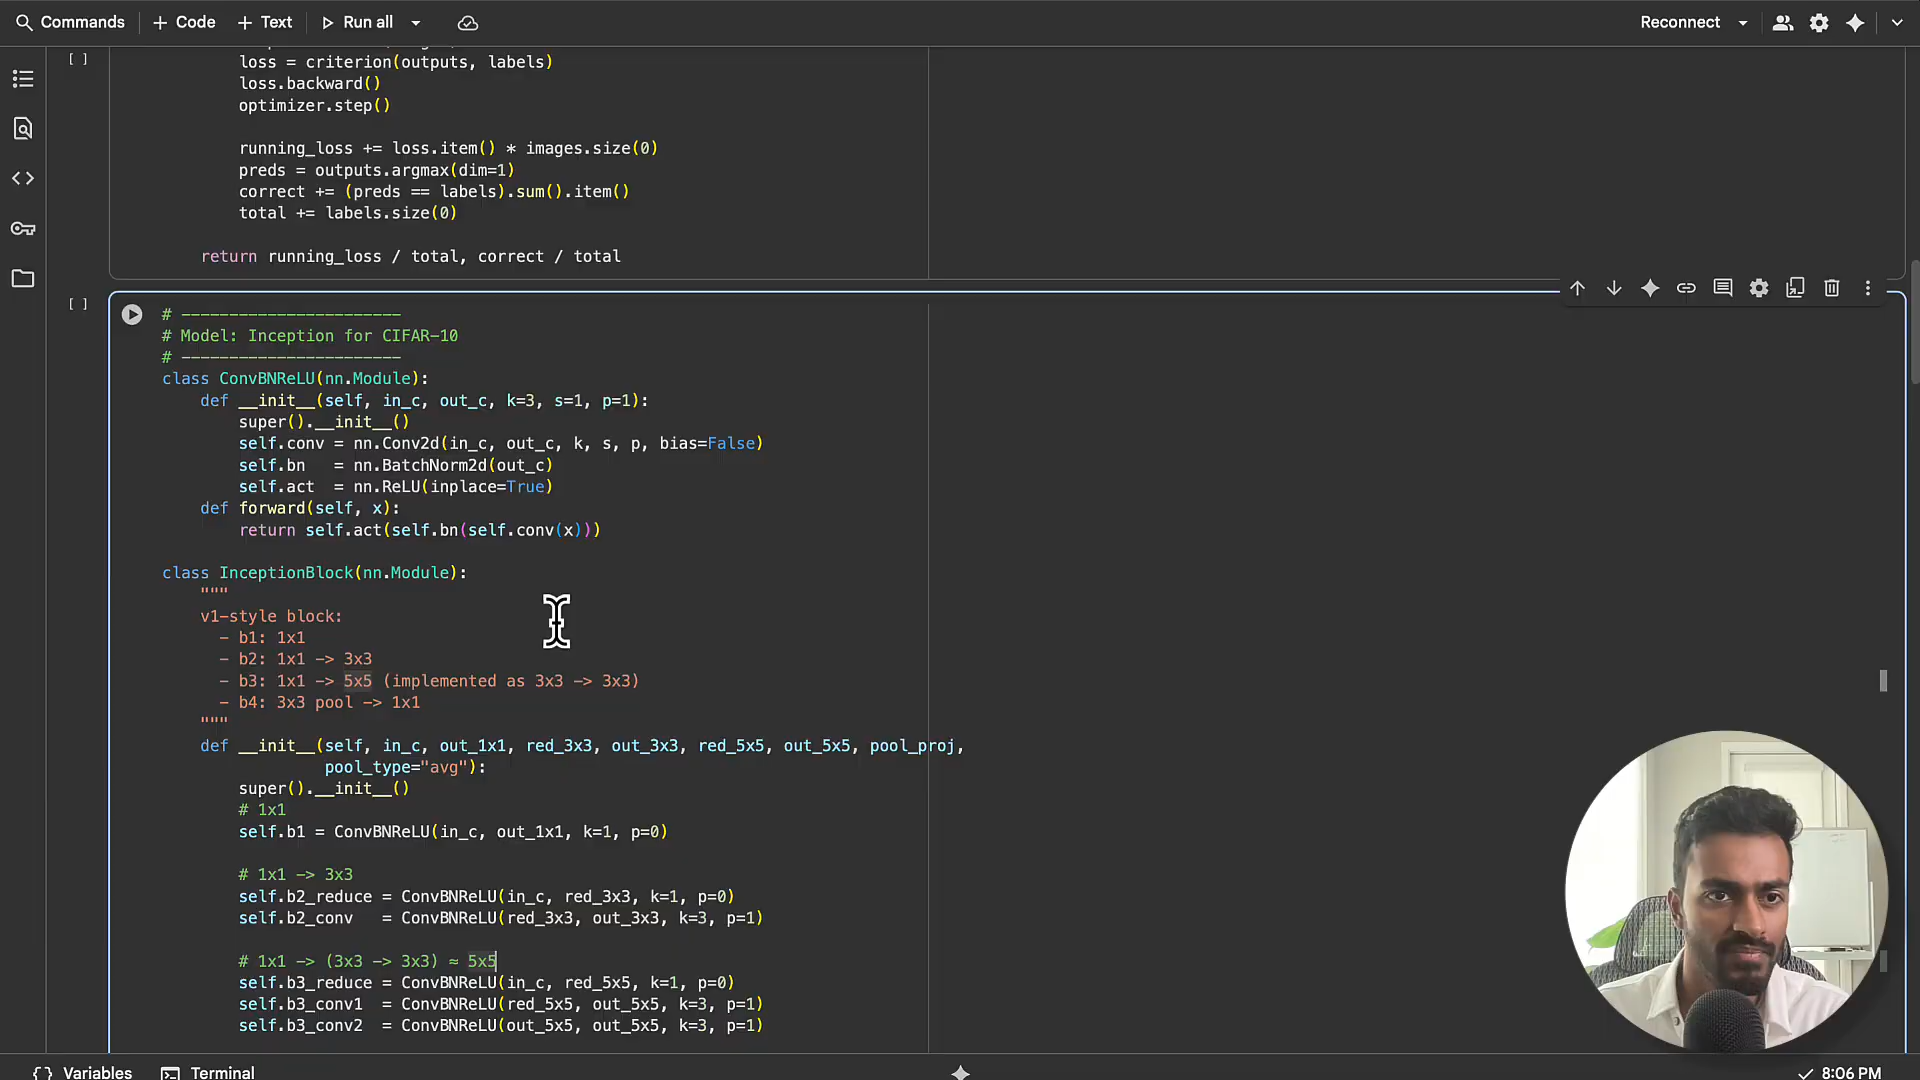 Commands + Code + Text Run all Reconnect
[ ]
loss = criterion(outputs, labels)
loss.backward()
optimizer.step()
running_loss += loss.item() * images.size(0)
preds = outputs.argmax(dim=1)
correct += (preds == labels).sum().item()
total += labels.size(0)
return running_loss / total, correct / total
[ ]
# -----------------------
# Model: Inception for CIFAR-10
# -----------------------
class ConvBNReLU(nn.Module):
def __init__(self, in_c, out_c, k=3, s=1, p=1):
super().__init__()
self.conv = nn.Conv2d(in_c, out_c, k, s, p, bias=False)
self.bn   = nn.BatchNorm2d(out_c)
self.act  = nn.ReLU(inplace=True)
def forward(self, x):
return self.act(self.bn(self.conv(x)))
class InceptionBlock(nn.Module):
"""
v1-style block:
- b1: 1x1
- b2: 1x1 -> 3x3
- b3: 1x1 -> 5x5 (implemented as 3x3 -> 3x3)
- b4: 3x3 pool -> 1x1
"""
def __init__(self, in_c, out_1x1, red_3x3, out_3x3, red_5x5, out_5x5, pool_proj,
pool_type="avg"):
super().__init__()
# 1x1
self.b1 = ConvBNReLU(in_c, out_1x1, k=1, p=0)
# 1x1 -> 3x3
self.b2_reduce = ConvBNReLU(in_c, red_3x3, k=1, p=0)
self.b2_conv   = ConvBNReLU(red_3x3, out_3x3, k=3, p=1)
# 1x1 -> (3x3 -> 3x3) ≈ 5x5
self.b3_reduce = ConvBNReLU(in_c, red_5x5, k=1, p=0)
self.b3_conv1  = ConvBNReLU(red_5x5, out_5x5, k=3, p=1)
self.b3_conv2  = ConvBNReLU(out_5x5, out_5x5, k=3, p=1)
{} Variables Terminal 8:06 PM